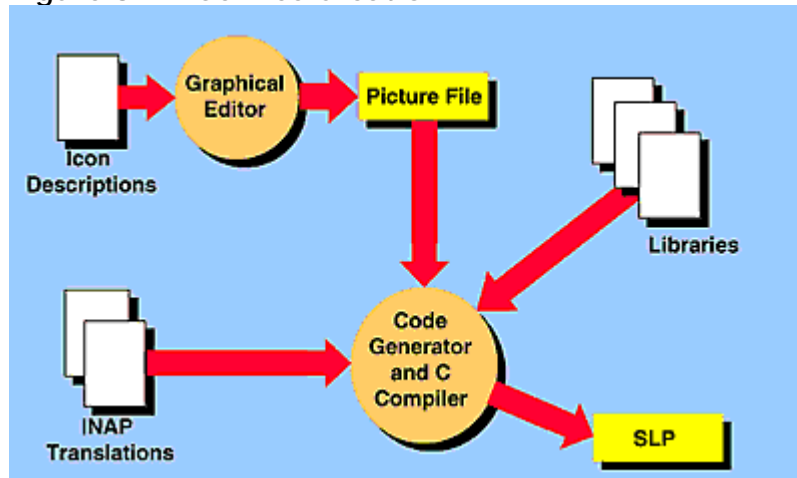 Graphical
Editor
Picture File
Icon
Descriptions
Libraries
Code
Generator
and C
Compiler
INAP
Translations
SLP